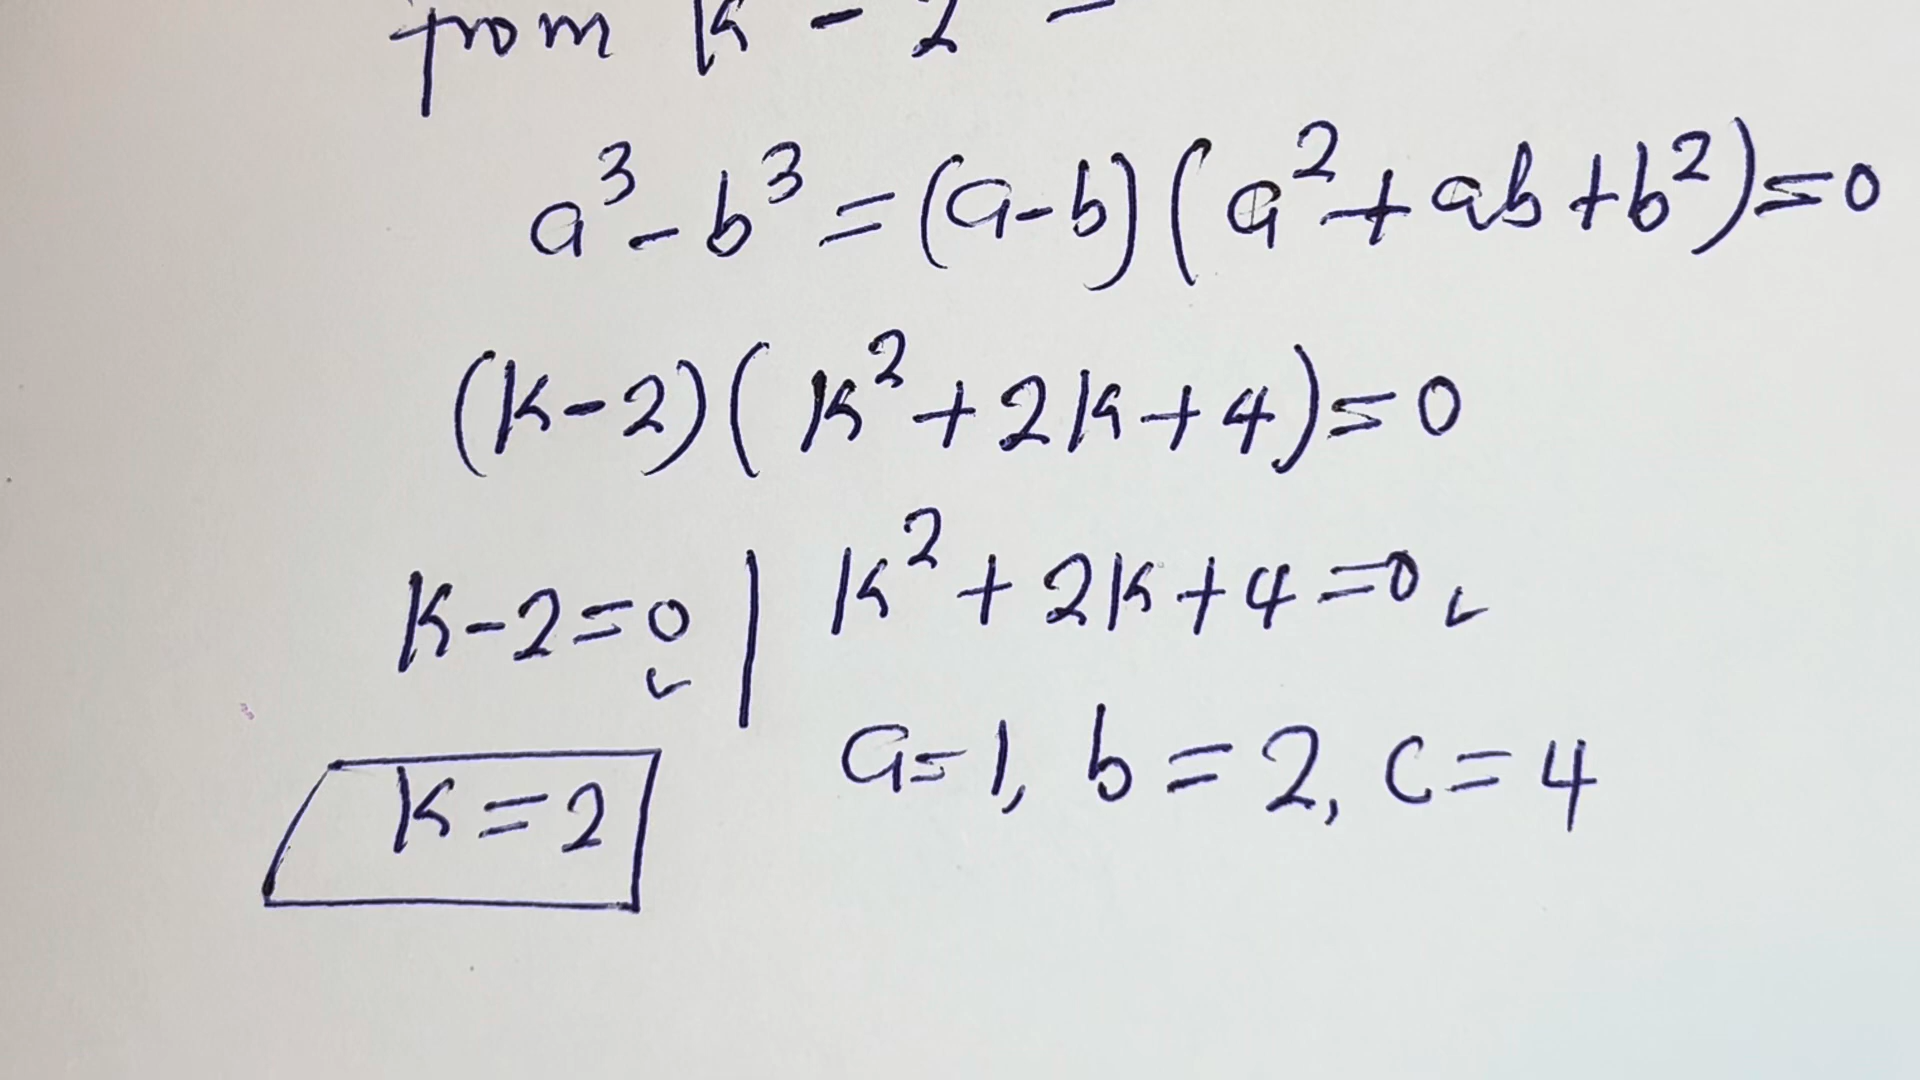 from k - 2 =
a³ - b³ = (a-b)(a² + ab + b²) = 0
(k-2)(k² + 2k + 4) = 0
k-2=0 | k² + 2k + 4 = 0
k=2
a=1, b=2, c=4